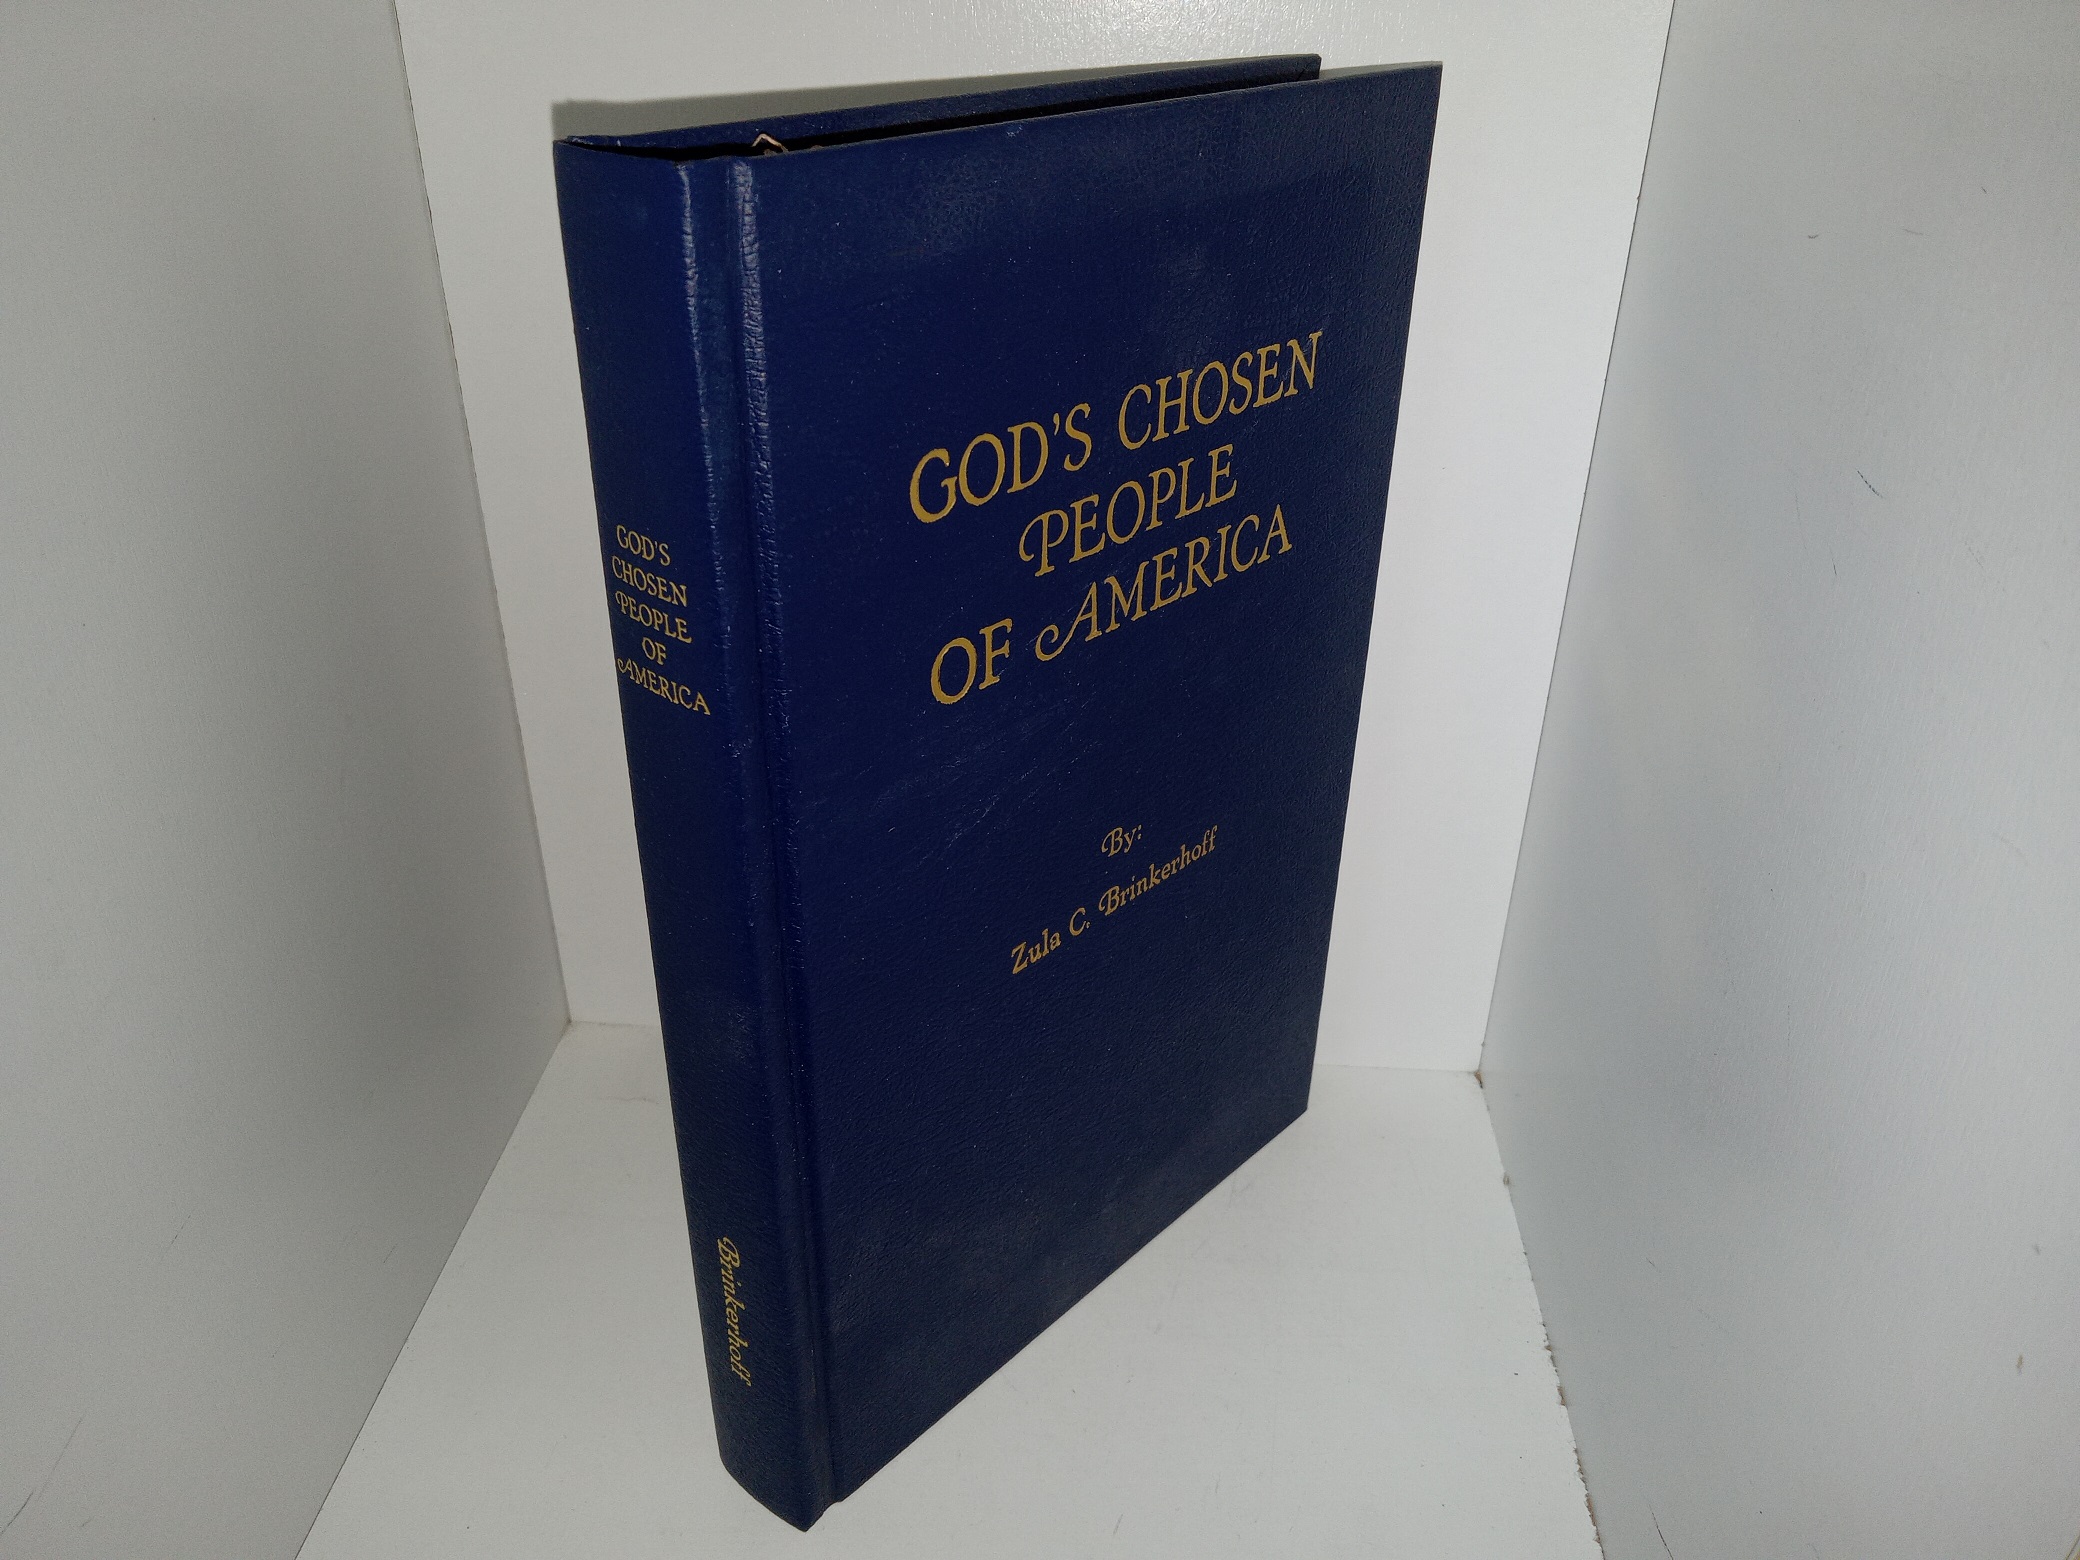 GOD'S CHOSEN
PEOPLE
OF AMERICA
By:
Zula C. Brinkerhoff
GOD'S
CHOSEN
PEOPLE
OF
AMERICA
Brinkerhoff